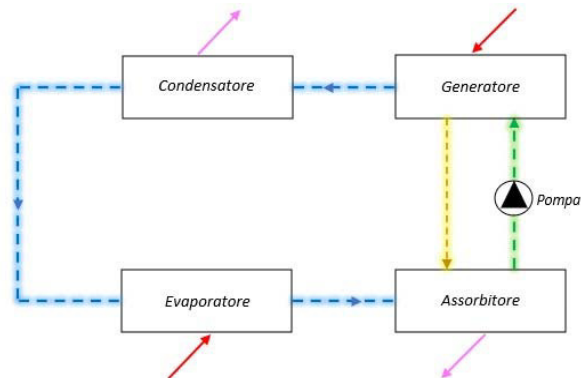 Condensatore
Generatore
Pompa
Evaporatore
Assorbitore